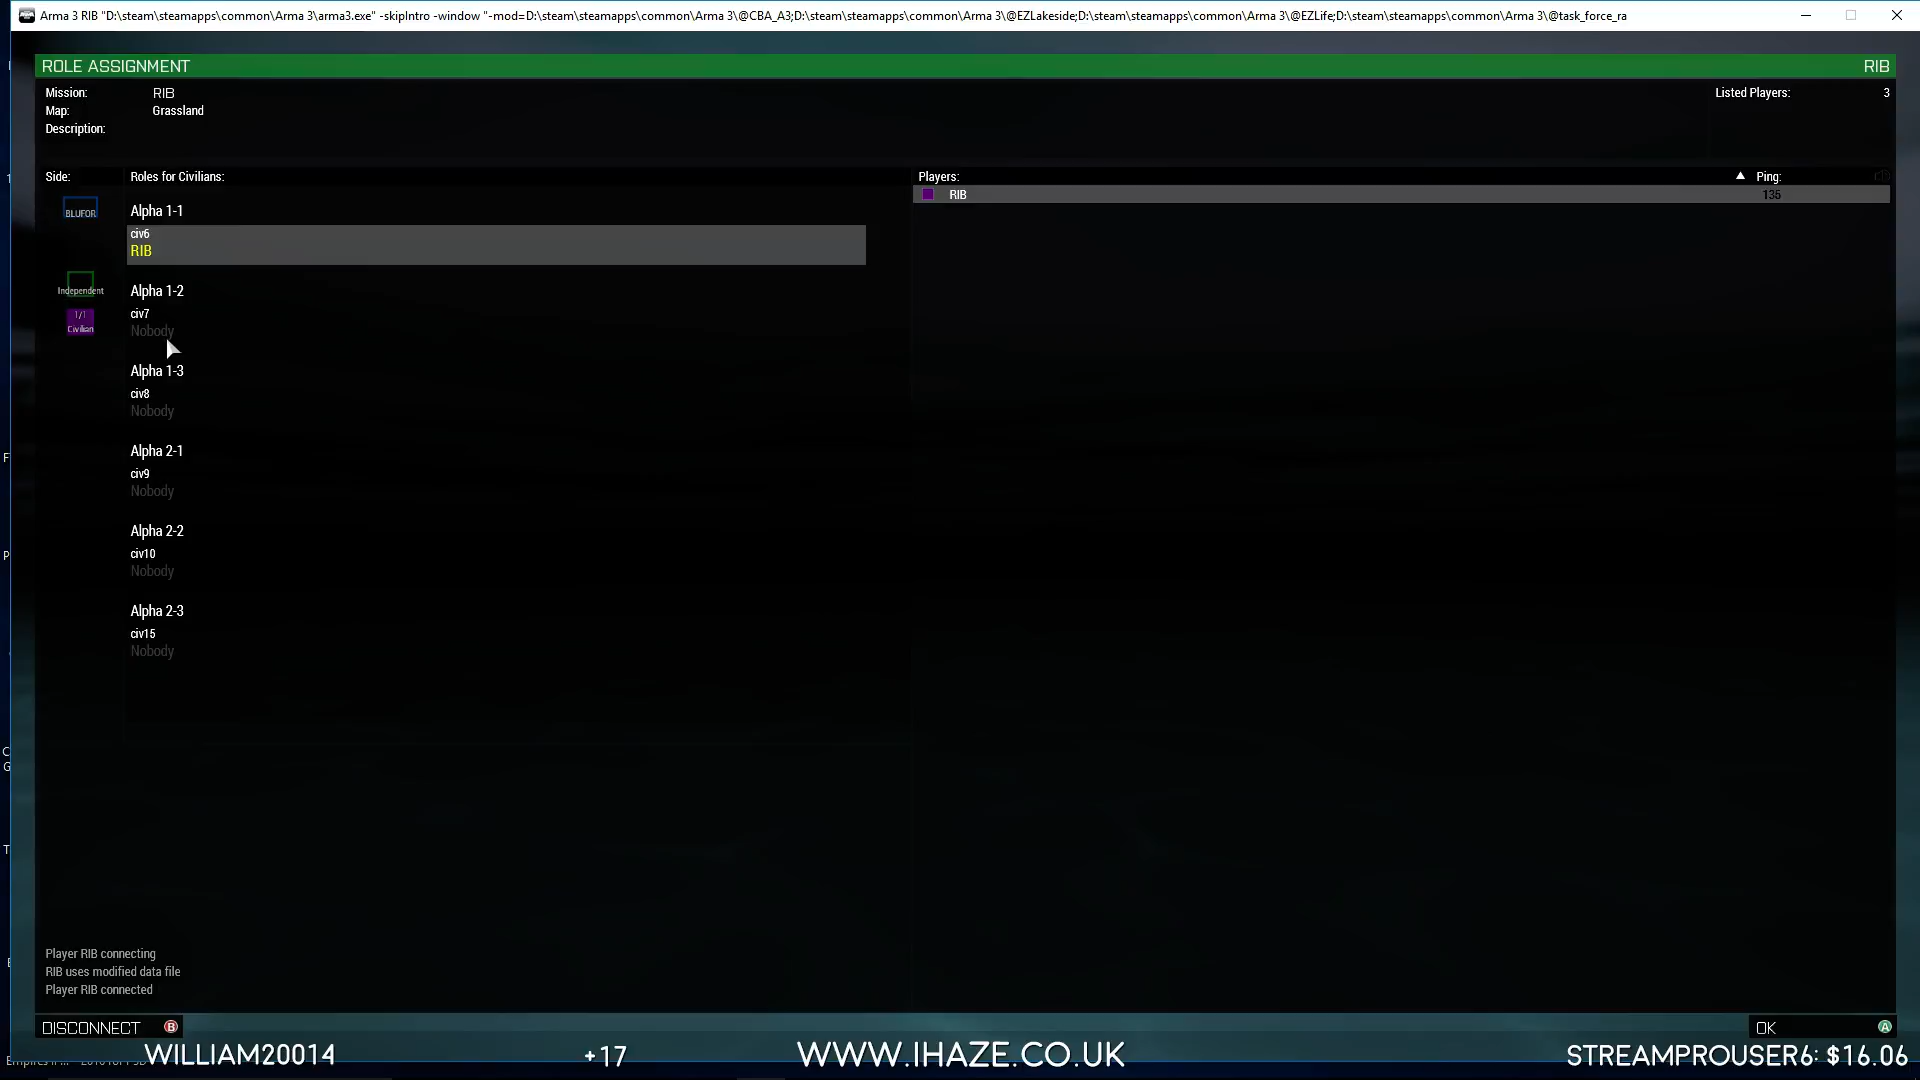 Arma 3 RIB "D:\steam\steamapps\common\Arma 3\arma3.exe" -skipIntro -window "-mod=D:\steam\steamapps\common\Arma 3\@CBA_A3;D:\steam\steamapps\common\Arma 3\@EZLakeside;D:\steam\steamapps\common\Arma 3\@EZLife;D:\steam\steamapps\common\Arma 3\@task_force_ra
ROLE ASSIGNMENT RIB
Mission: RIB Listed Players: 3
Map: Grassland
Description:
Side: Roles for Civilians: Players: Ping:
RIB 135
BLUFOR
Alpha 1-1
civ6
RIB
Independent
Alpha 1-2
1/1
Civilian
civ7
Nobody
Alpha 1-3
civ8
Nobody
Alpha 2-1
civ9
Nobody
Alpha 2-2
civ10
Nobody
Alpha 2-3
civ15
Nobody
Player RIB connecting
RIB uses modified data file
Player RIB connected
DISCONNECT B OK A
WILLIAM20014 +17 WWW.IHAZE.CO.UK STREAMPROUSER6: $16.06